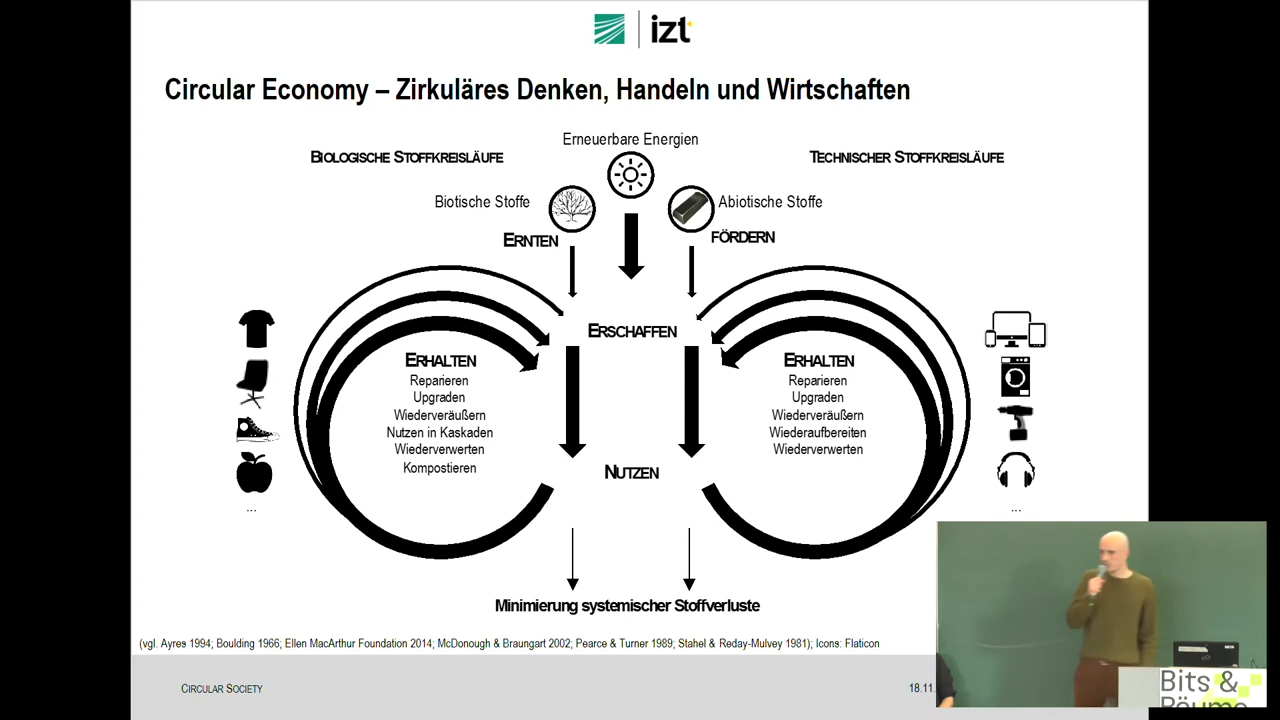 izt
Circular Economy – Zirkuläres Denken, Handeln und Wirtschaften
Erneuerbare Energien
BIOLOGISCHE STOFFKREISLÄUFE
TECHNISCHER STOFFKREISLÄUFE
Biotische Stoffe
Abiotische Stoffe
ERNTEN
FÖRDERN
ERSCHAFFEN
ERHALTEN
Reparieren
Upgraden
Wiederveräußern
Nutzen in Kaskaden
Wiederverwerten
Kompostieren
ERHALTEN
Reparieren
Upgraden
Wiederveräußern
Wiederaufbereiten
Wiederverwerten
NUTZEN
...
...
Minimierung systemischer Stoffverluste
(vgl. Ayres 1994; Boulding 1966; Ellen MacArthur Foundation 2014; McDonough & Braungart 2002; Pearce & Turner 1989; Stahel & Reday-Mulvey 1981); Icons: Flaticon
CIRCULAR SOCIETY
18.11.
Bits &
Bäume